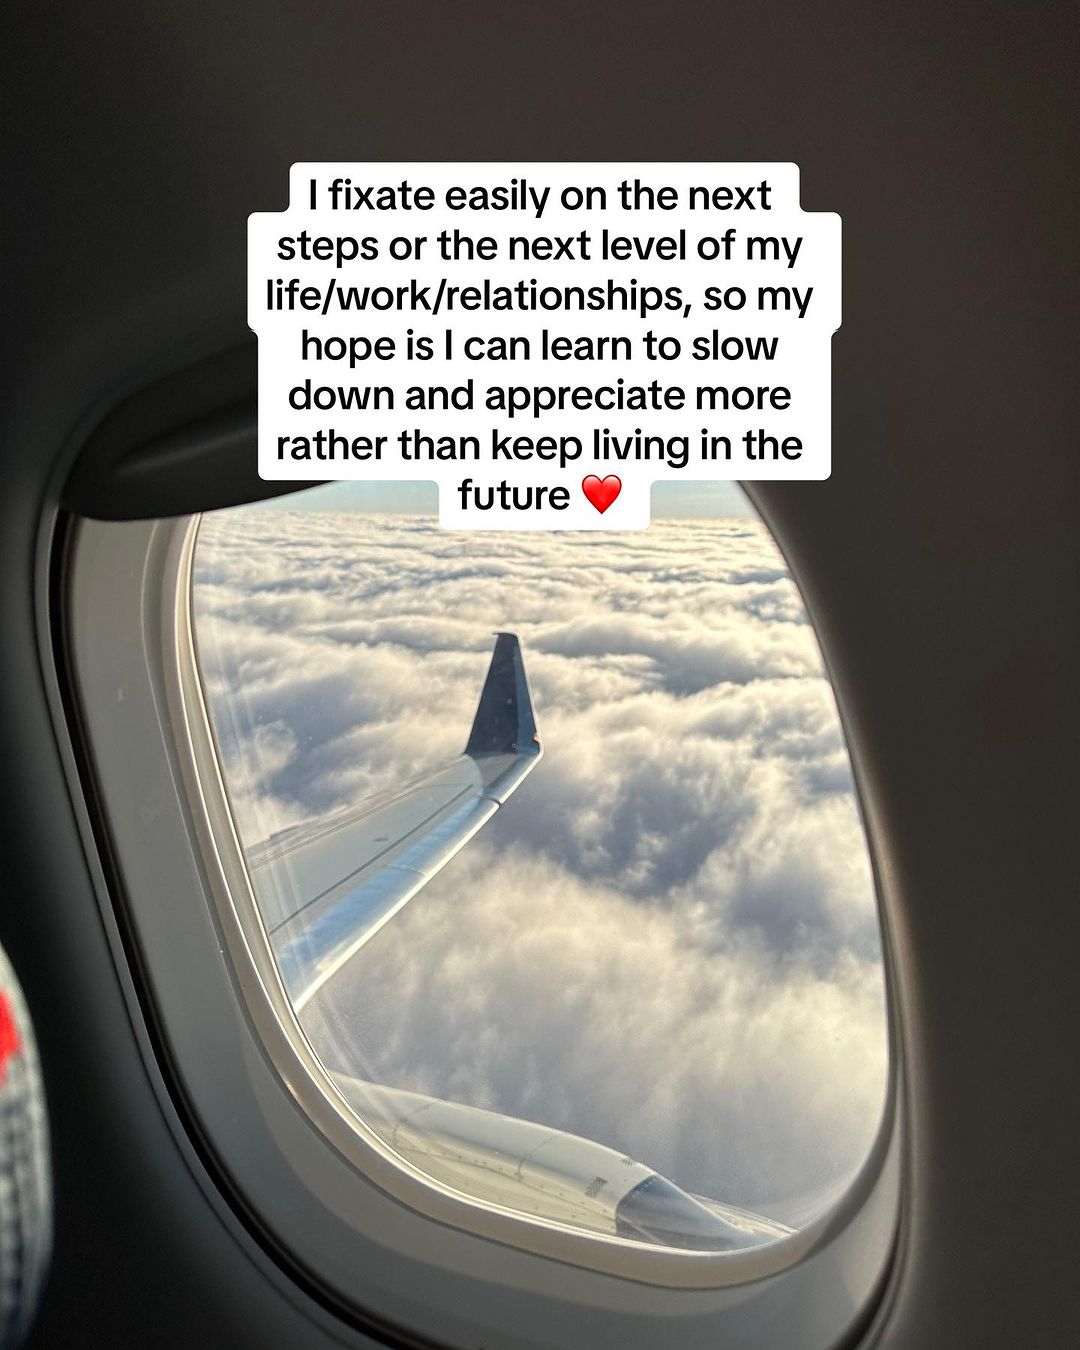 I fixate easily on the next
steps or the next level of my
life/work/relationships, so my
hope is I can learn to slow
down and appreciate more
rather than keep living in the
future ❤️